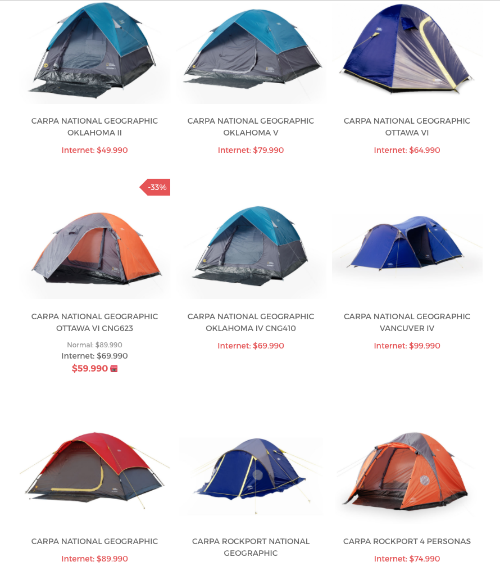 CARPA NATIONAL GEOGRAPHIC
OKLAHOMA II
Internet: $49.990
CARPA NATIONAL GEOGRAPHIC
OKLAHOMA V
Internet: $79.990
CARPA NATIONAL GEOGRAPHIC
OTTAWA VI
Internet: $64.990
-33%
CARPA NATIONAL GEOGRAPHIC
OTTAWA VI CNG623
Normal: $89.990
Internet: $69.990
$59.990
CARPA NATIONAL GEOGRAPHIC
OKLAHOMA IV CNG410
Internet: $69.990
CARPA NATIONAL GEOGRAPHIC
VANCUVER IV
Internet: $99.990
CARPA NATIONAL GEOGRAPHIC
Internet: $89.990
CARPA ROCKPORT NATIONAL
GEOGRAPHIC
CARPA ROCKPORT 4 PERSONAS
Internet: $74.990